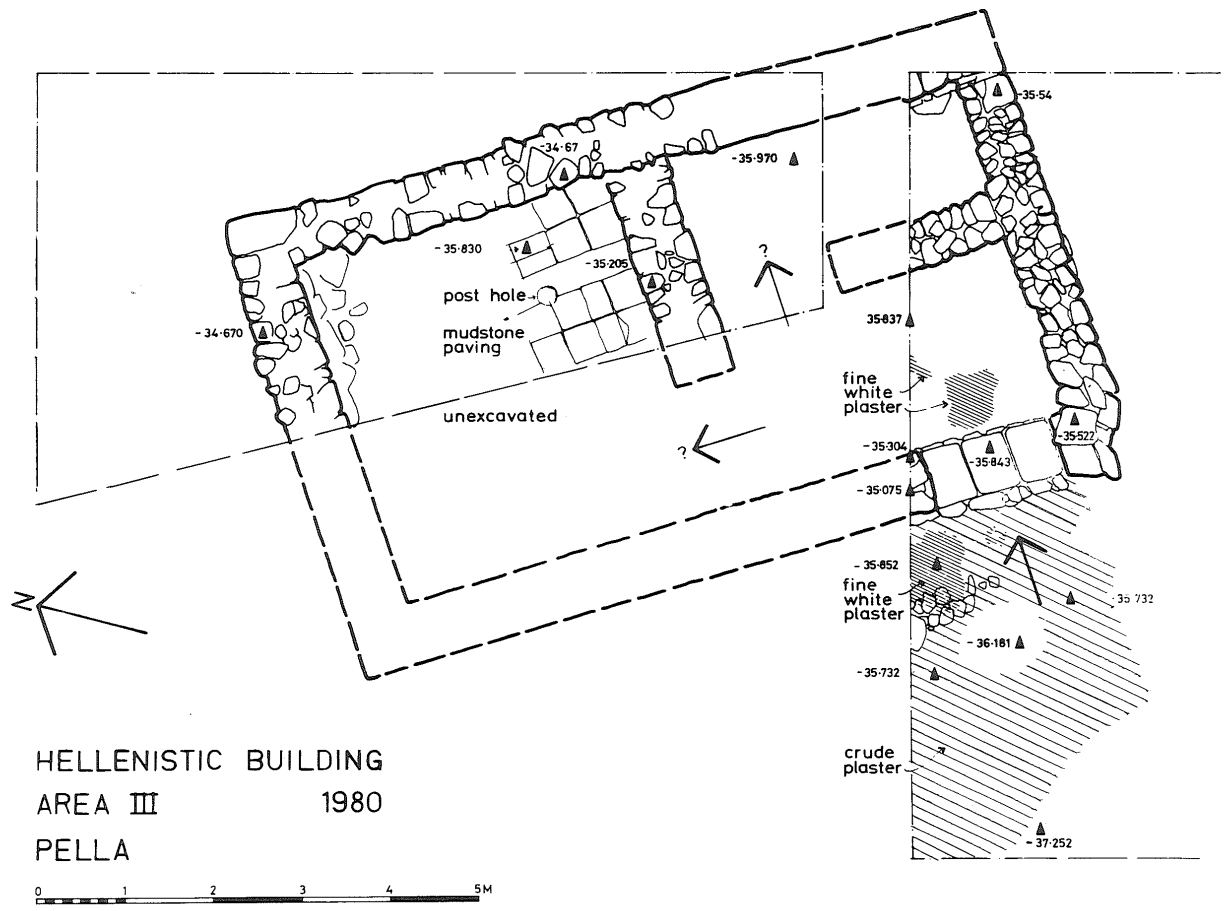 -35·54
-34·67
-35·970
-35·830
-35·205
post hole
mudstone
paving
-34·670
?
35·837
fine
white
plaster
unexcavated
?
-35·304
-35·522
-35·843
-35·075
-35·852
fine
white
plaster
35·732
-36·181
-35·732
N
crude
plaster
-37·252
HELLENISTIC BUILDING
AREA III 1980
PELLA
0 1 2 3 4 5M